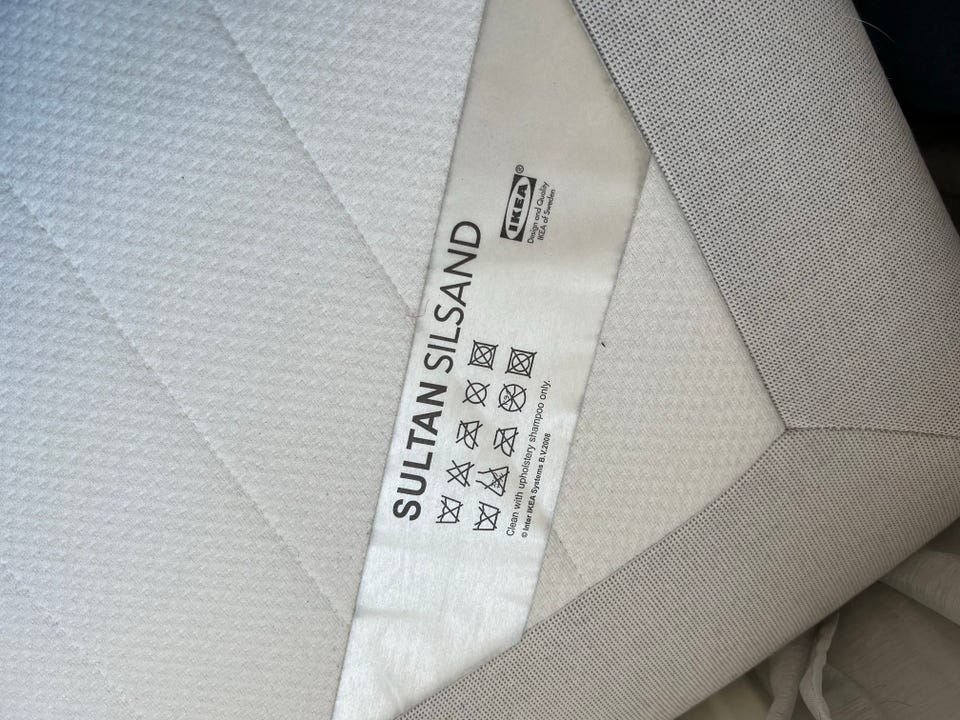 SULTAN SILSAND
Clean with upholstery shampoo only.
© Inter IKEA Systems B.V.2008
IKEA®
Design and Quality
IKEA of Sweden